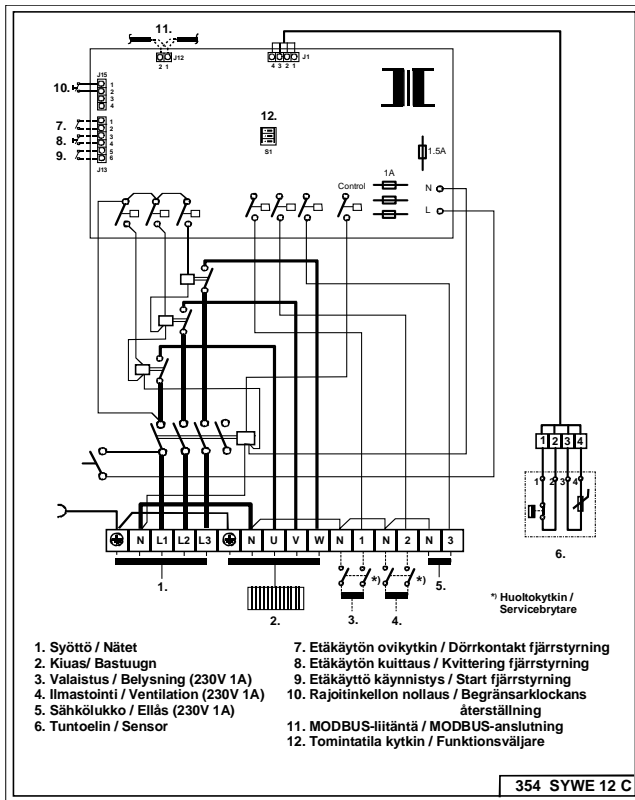 11.
J12
2 1
J1
4 3 2 1
J15
10.
1
2
3
4
12.
S1
7.
8.
9.
1
2
3
4
5
6
J13
1.5A
1A
Control
N
L
1 2 3 4
1 2 3 4
6.
N L1 L2 L3 N U V W N 1 N 2 N 3
*) *)
1. 2. 3. 4. 5.
*) Huoltokytkin /
Servicebrytare
1. Syöttö / Nätet
2. Kiuas/ Bastuugn
3. Valaistus / Belysning (230V 1A)
4. Ilmastointi / Ventilation (230V 1A)
5. Sähkölukko / Ellås (230V 1A)
6. Tuntoelin / Sensor
7. Etäkäytön ovikytkin / Dörrkontakt fjärrstyrning
8. Etäkäytön kuittaus / Kvittering fjärrstyrning
9. Etäkäyttö käynnistys / Start fjärrstyrning
10. Rajoitinkellon nollaus / Begränsarklockans
återställning
11. MODBUS-liitäntä / MODBUS-anslutning
12. Tomintatila kytkin / Funktionsväljare
354 SYWE 12 C